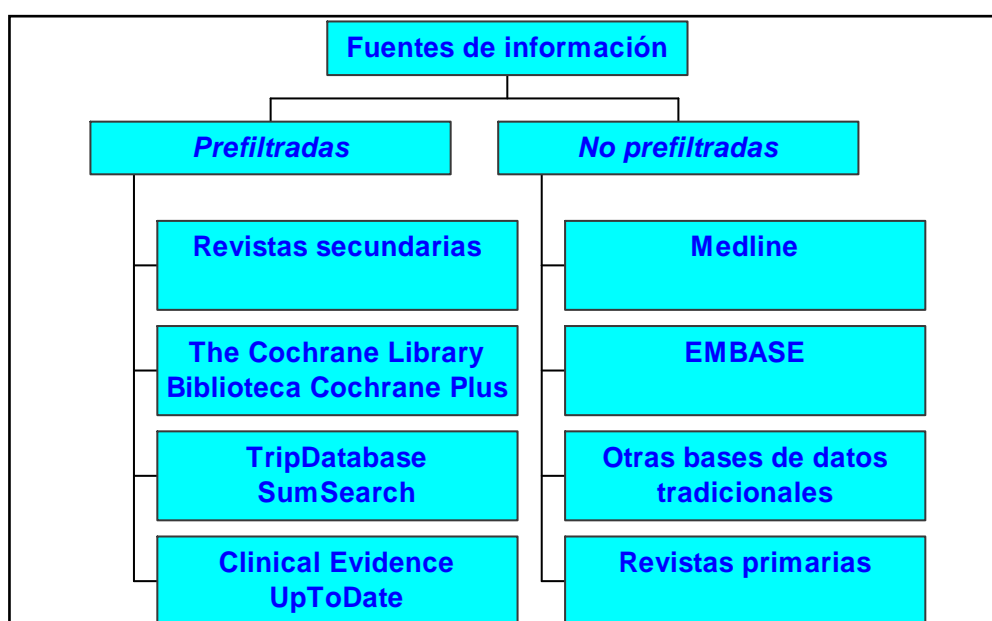 Fuentes de información
Prefiltradas
No prefiltradas
Revistas secundarias
The Cochrane Library
Biblioteca Cochrane Plus
TripDatabase
SumSearch
Clinical Evidence
UpToDate
Medline
EMBASE
Otras bases de datos
tradicionales
Revistas primarias